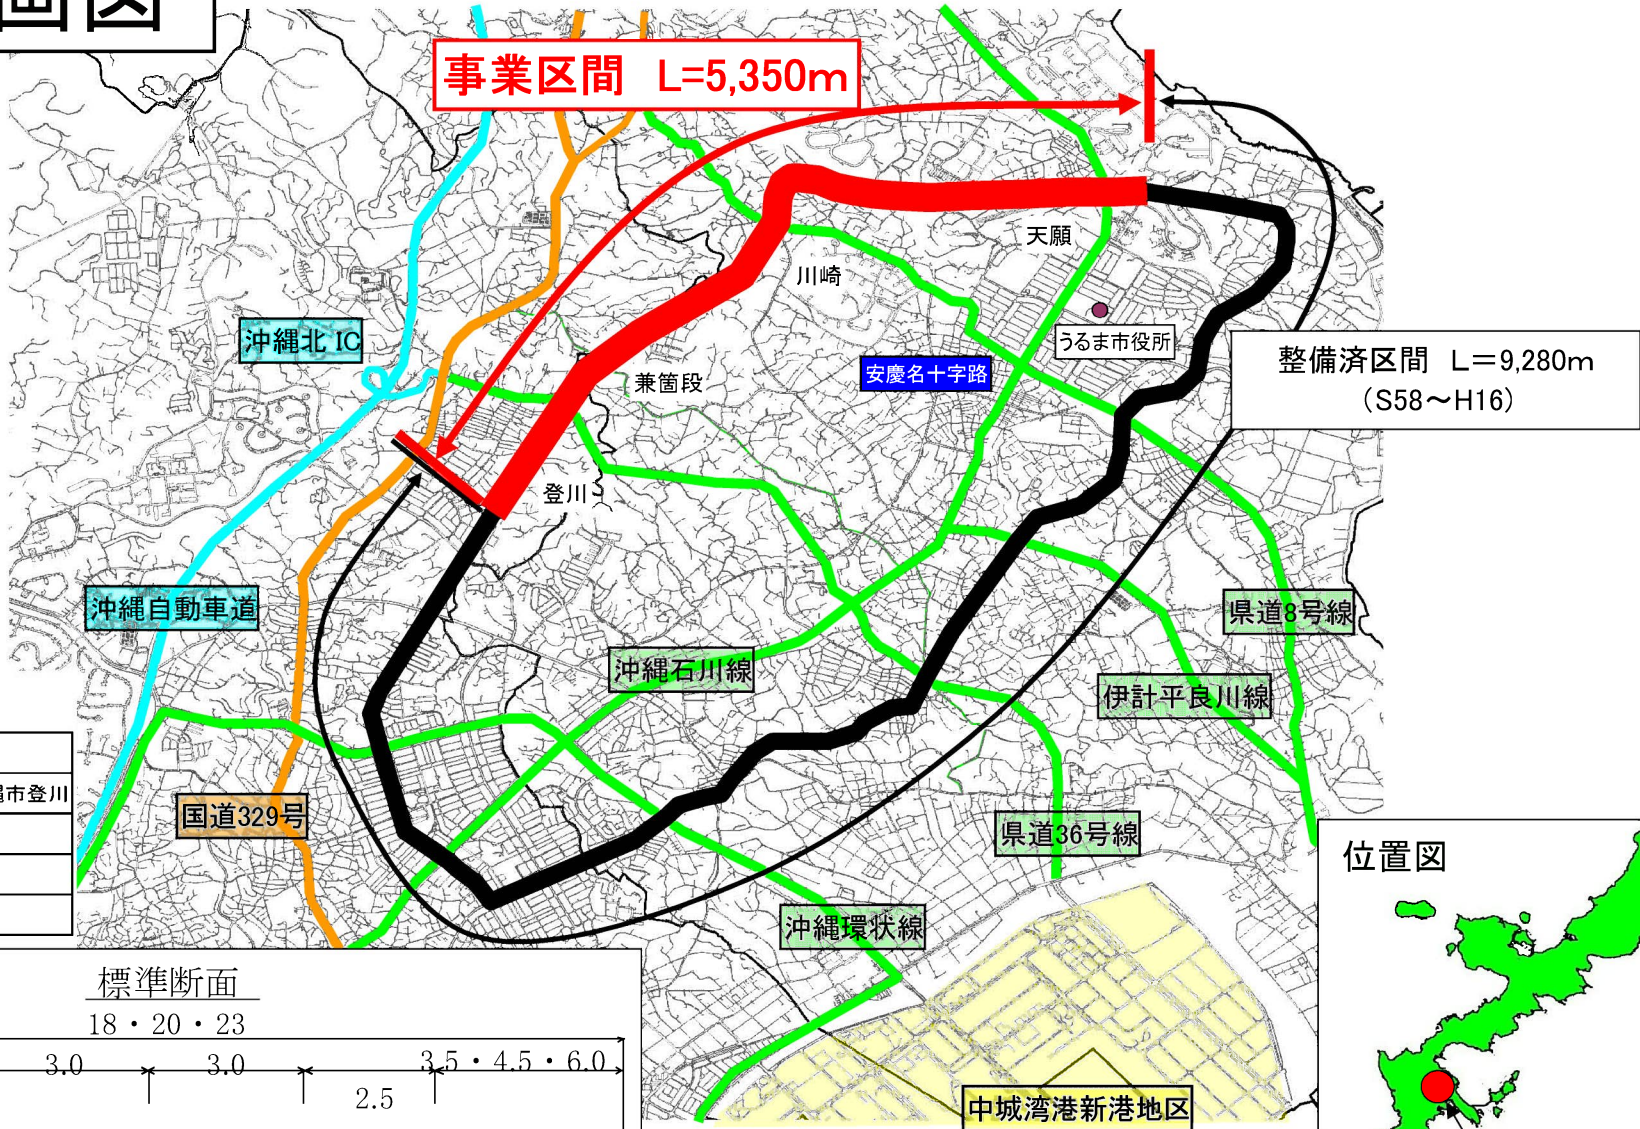 画図
事業区間　L=5,350m
天願
川崎
うるま市役所
沖縄北 IC
兼箇段
安慶名十字路
整備済区間　L=9,280m
（S58～H16）
登川
沖縄自動車道
県道8号線
沖縄石川線
伊計平良川線
市登川
国道329号
県道36号線
位置図
沖縄環状線
標準断面
18・20・23
3.0
3.0
3.5・4.5・6.0
2.5
中城湾港新港地区